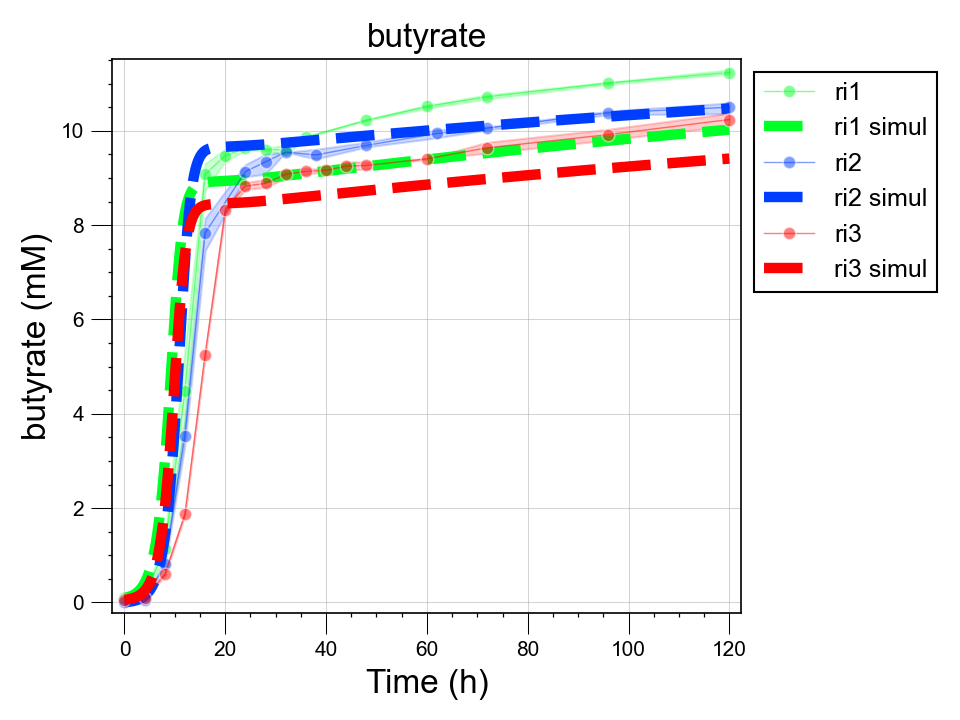 butyrate
butyrate (mM)
10
8
6
4
2
0
0 20 40 60 80 100 120
Time (h)
ri1
ri1 simul
ri2
ri2 simul
ri3
ri3 simul